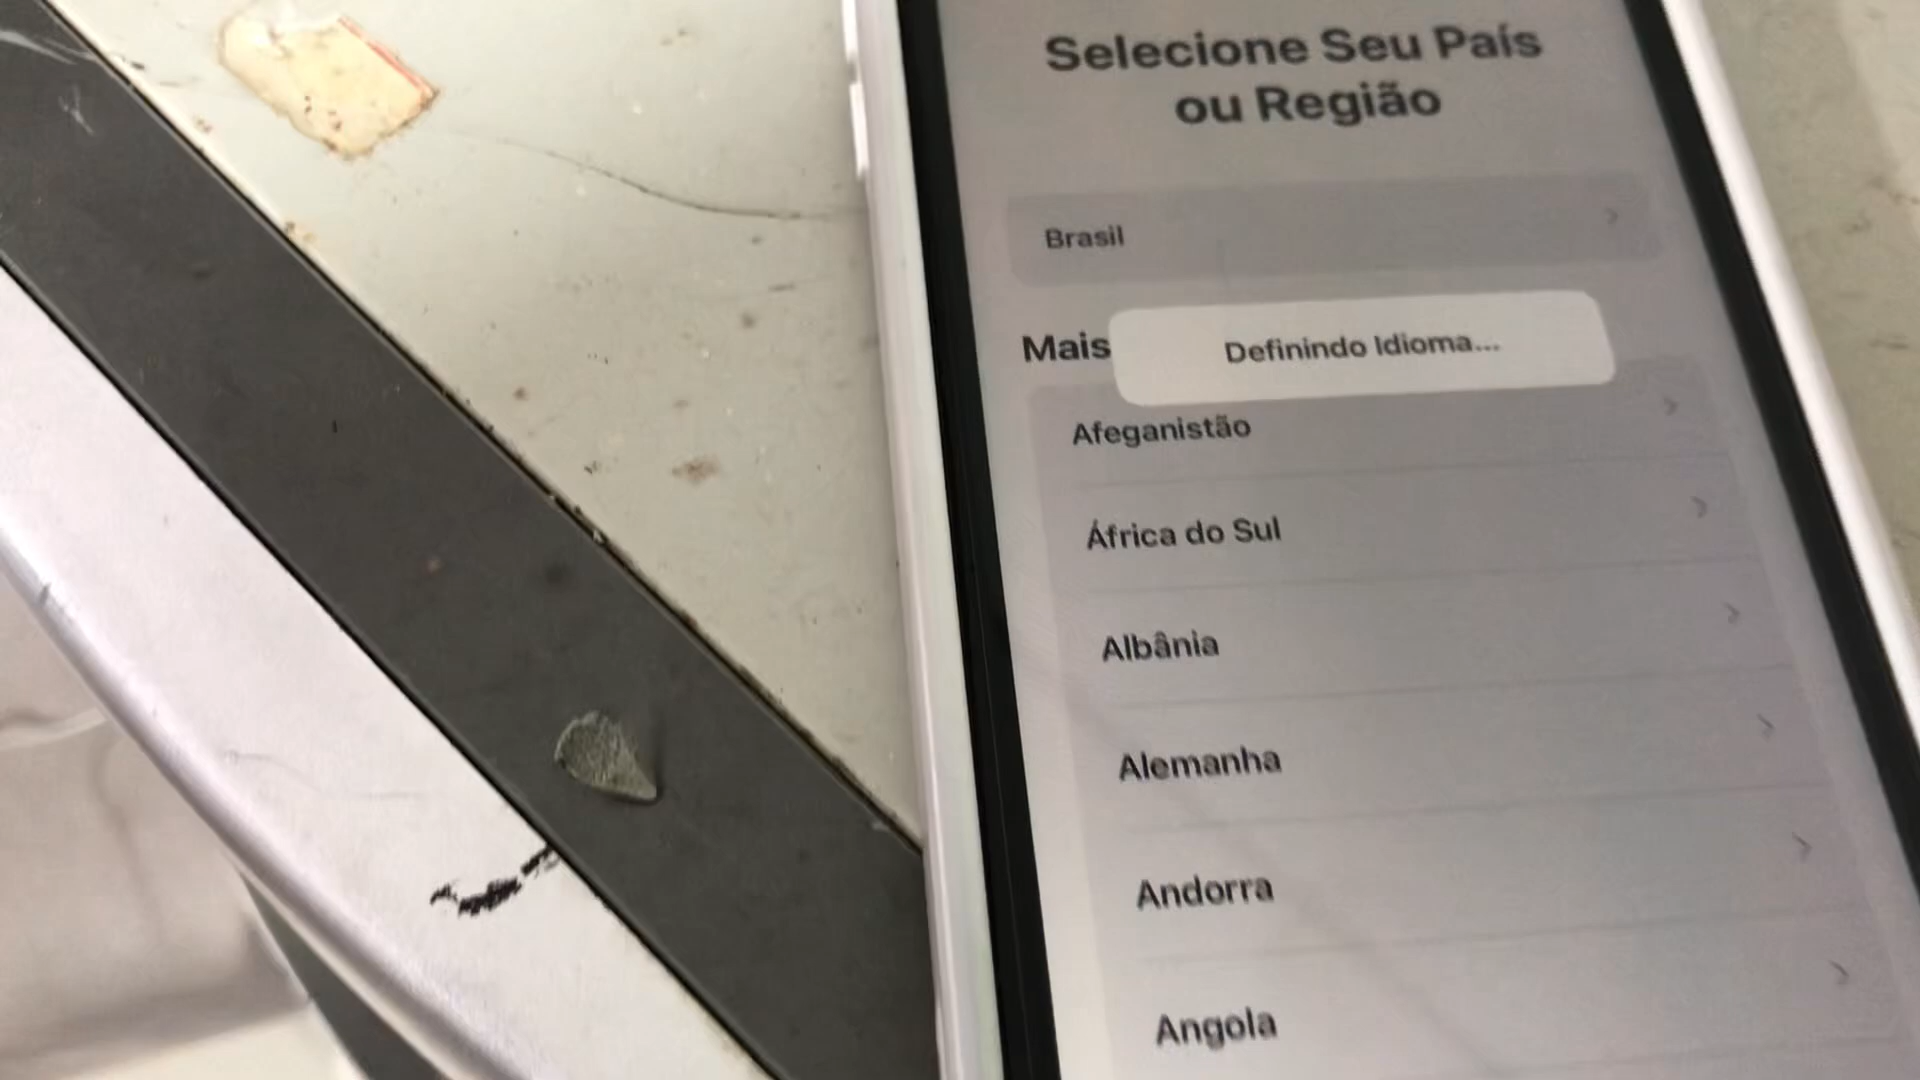 Selecione Seu País
ou Região
Brasil
Mais
Definindo Idioma...
Afeganistão
África do Sul
Albânia
Alemanha
Andorra
Angola